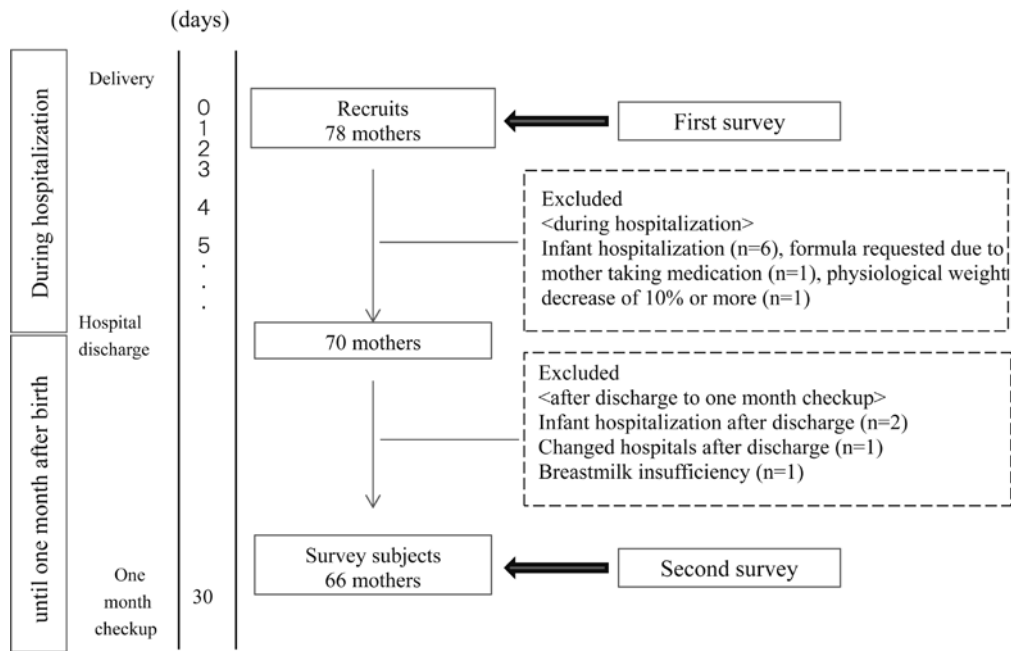 (days)
During hospitalization
until one month after birth
Delivery
Hospital
discharge
One
month
checkup
0
1
2
3
4
5
.
.
.
30
Recruits
78 mothers
First survey
Excluded
<during hospitalization>
Infant hospitalization (n=6), formula requested due to
mother taking medication (n=1), physiological weight
decrease of 10% or more (n=1)
70 mothers
Excluded
<after discharge to one month checkup>
Infant hospitalization after discharge (n=2)
Changed hospitals after discharge (n=1)
Breastmilk insufficiency (n=1)
Survey subjects
66 mothers
Second survey